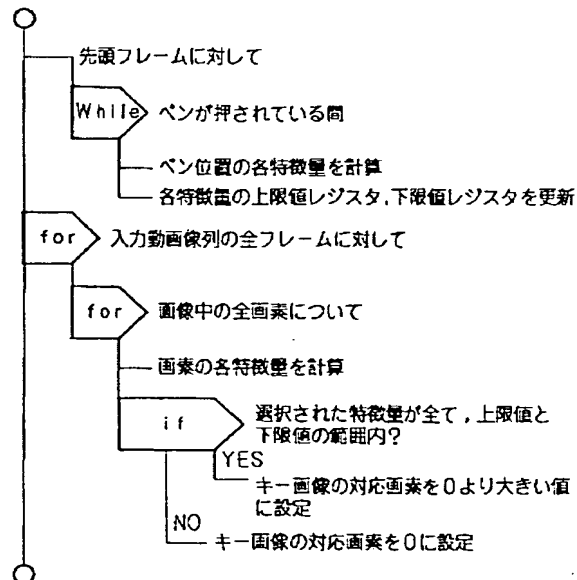 先頭フレームに対して
While ペンが押されている間
ペン位置の各特徴量を計算
各特徴量の上限値レジスタ,下限値レジスタを更新
for 入力動画像列の全フレームに対して
for 画像中の全画素について
画素の各特徴量を計算
if 選択された特徴量が全て,上限値と
下限値の範囲内?
YES
キー画像の対応画素を0より大きい値
に設定
NO
キー画像の対応画素を0に設定